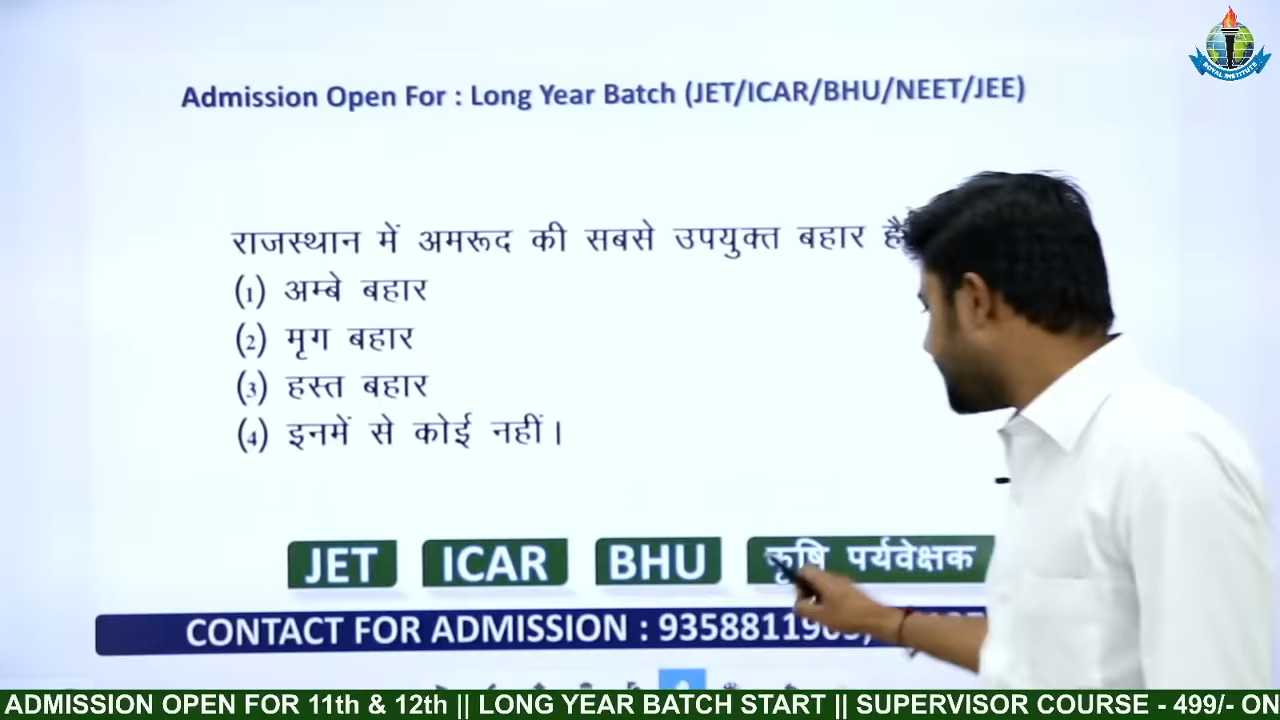 ROYAL INSTITUTE
Admission Open For : Long Year Batch (JET/ICAR/BHU/NEET/JEE)
राजस्थान में अमरूद की सबसे उपयुक्त बहार है
(1) अम्बे बहार
(2) मृग बहार
(3) हस्त बहार
(4) इनमें से कोई नहीं।
JET ICAR BHU कृषि पर्यवेक्षक
CONTACT FOR ADMISSION :
ADMISSION OPEN FOR 11th & 12th || LONG YEAR BATCH START || SUPERVISOR COURSE - 499/- ON